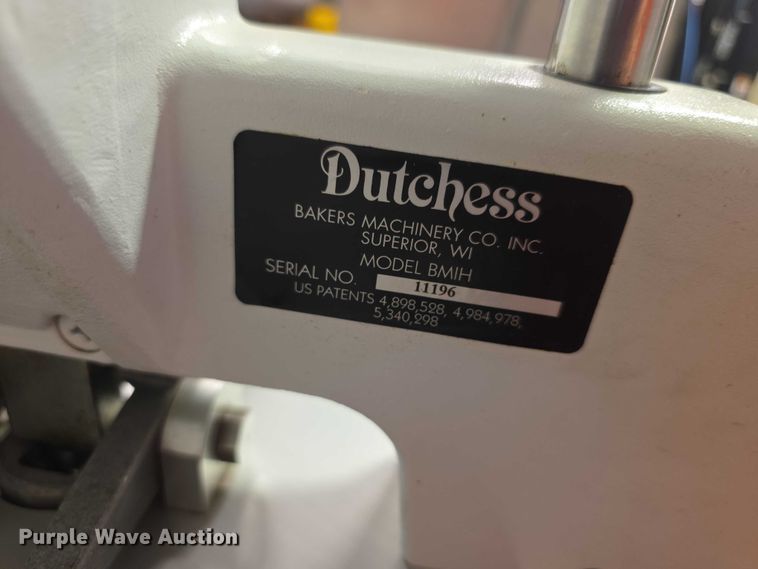 Dutchess
BAKERS MACHINERY CO. INC.
SUPERIOR, WI
MODEL BMIH
SERIAL NO. 11196
US PATENTS 4,898,528, 4,984,978,
5,340,298
Purple Wave Auction